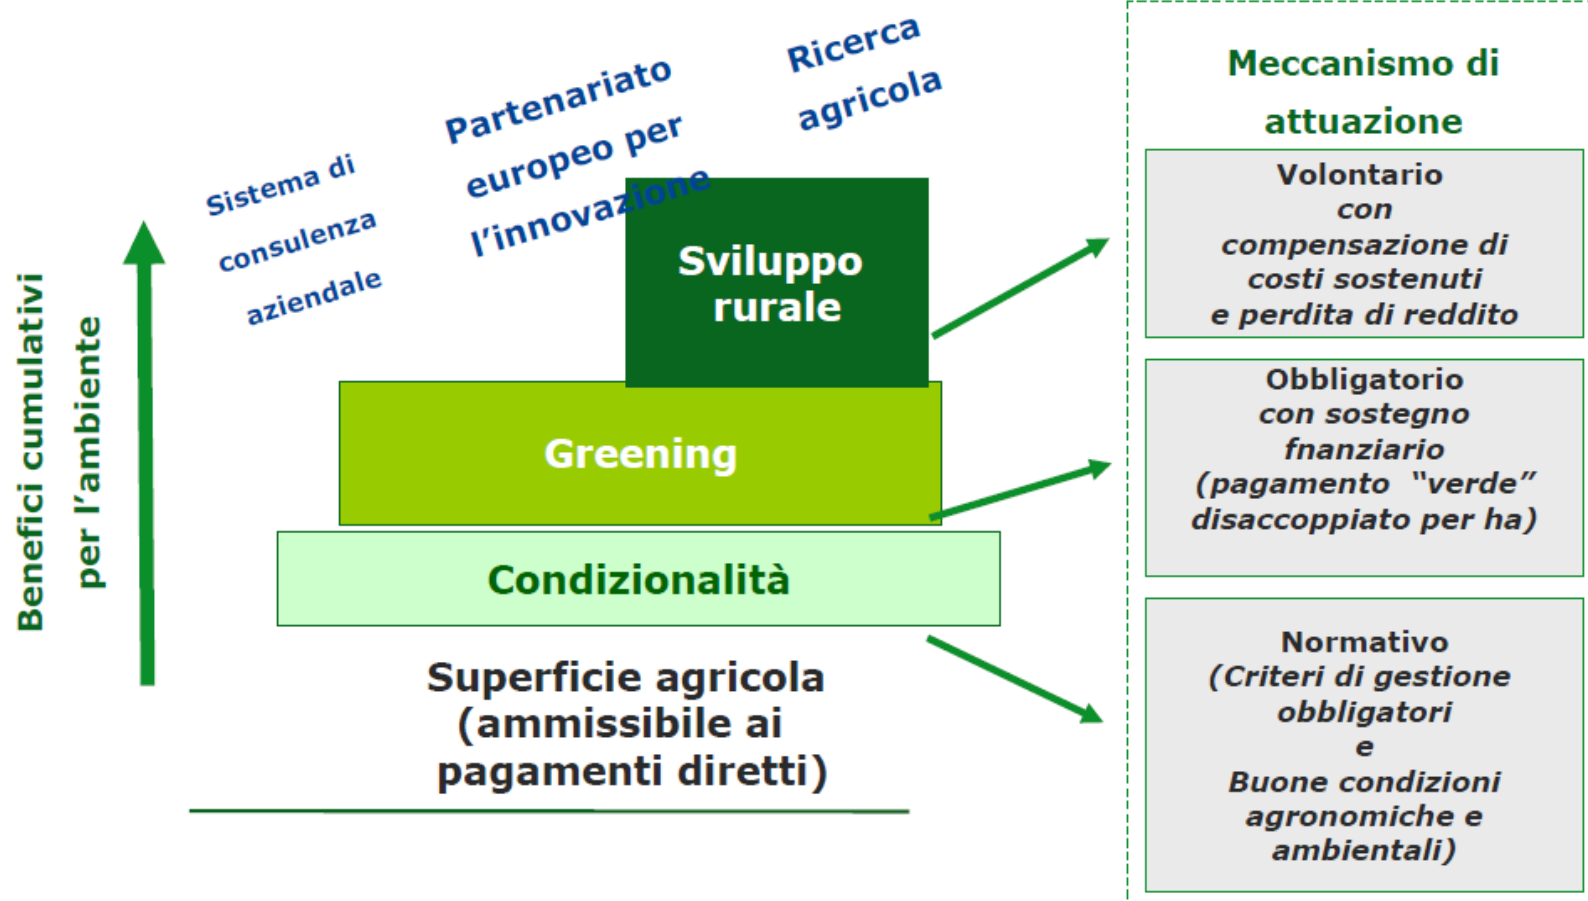 Benefici cumulativi
per l’ambiente
Sistema di
consulenza
aziendale
Partenariato
europeo per
l’innovazione
Ricerca
agricola
Sviluppo
rurale
Greening
Condizionalità
Superficie agricola
(ammissibile ai
pagamenti diretti)
Meccanismo di
attuazione
Volontario
con
compensazione di
costi sostenuti
e perdita di reddito
Obbligatorio
con sostegno
fnanziario
(pagamento “verde”
disaccoppiato per ha)
Normativo
(Criteri di gestione
obbligatori
e
Buone condizioni
agronomiche e
ambientali)